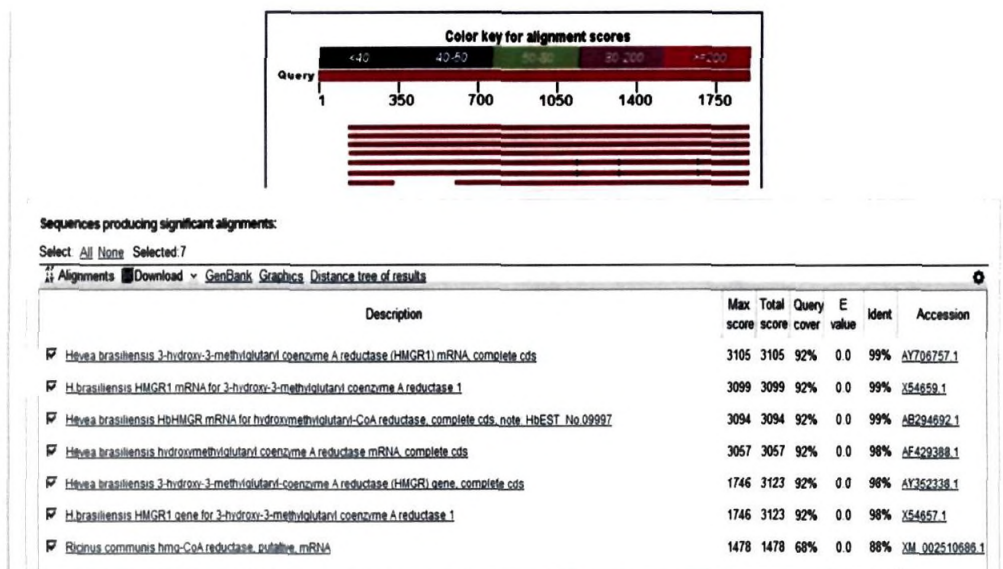 Color key for alignment scores
<40 40-50 50-80 80-200 >=200
Query
1 350 700 1050 1400 1750
Sequences producing significant alignments:
Select: All None Selected:7
Alignments Download GenBank Graphics Distance tree of results
Description Max score Total score Query cover E value Ident Accession
Hevea brasiliensis 3-hydroxy-3-methylglutaryl coenzyme A reductase (HMGR1) mRNA, complete cds 3105 3105 92% 0.0 99% AY706757.1
H.brasiliensis HMGR1 mRNA for 3-hydroxy-3-methylglutaryl coenzyme A reductase 1 3099 3099 92% 0.0 99% X54659.1
Hevea brasiliensis HbHMGR mRNA for hydroxymethylglutaryl-CoA reductase, complete cds, note: HbEST_No.09997 3094 3094 92% 0.0 99% AB294692.1
Hevea brasiliensis hydroxymethylglutaryl coenzyme A reductase mRNA, complete cds 3057 3057 92% 0.0 98% AF429388.1
Hevea brasiliensis 3-hydroxy-3-methylglutaryl-coenzyme A reductase (HMGR) gene, complete cds 1746 3123 92% 0.0 98% AY352338.1
H.brasiliensis HMGR1 gene for 3-hydroxy-3-methylglutaryl coenzyme A reductase 1 1746 3123 92% 0.0 98% X54657.1
Ricinus communis hmg-CoA reductase, putative, mRNA 1478 1478 68% 0.0 88% XM_002510686.1